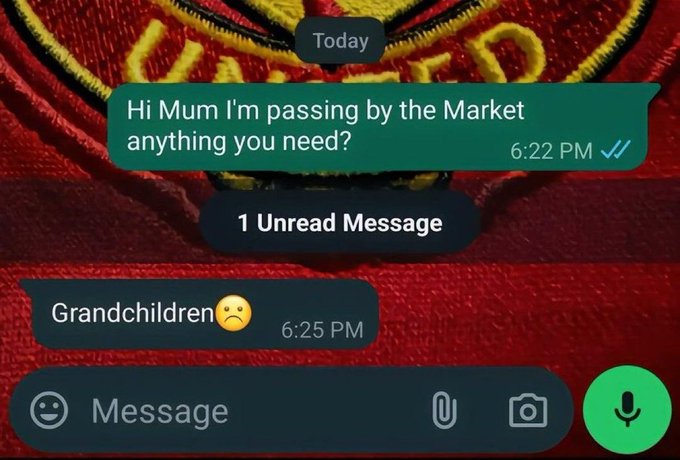 UNITED
Today
Hi Mum I'm passing by the Market
anything you need?
6:22 PM
1 Unread Message
Grandchildren☹️
6:25 PM
Message